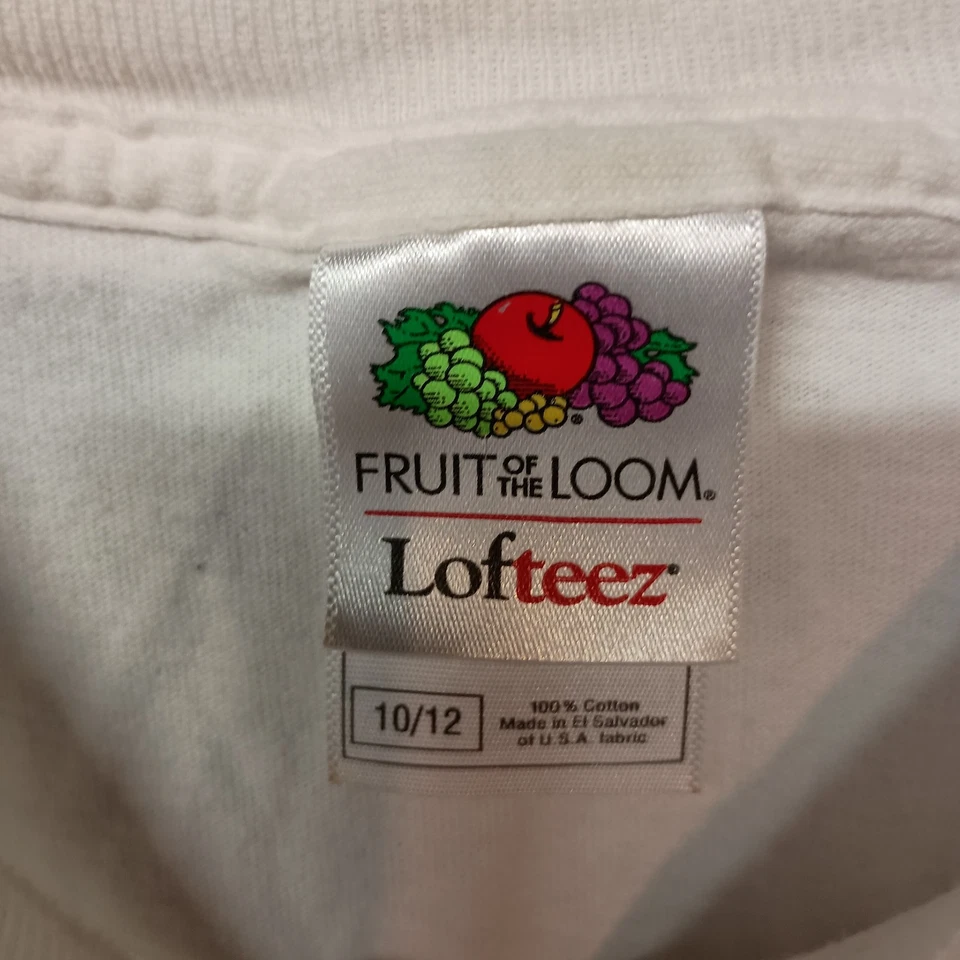 FRUIT OF THE LOOM®
Lofteez®
10/12
100% Cotton
Made in El Salvador
of U.S.A. fabric